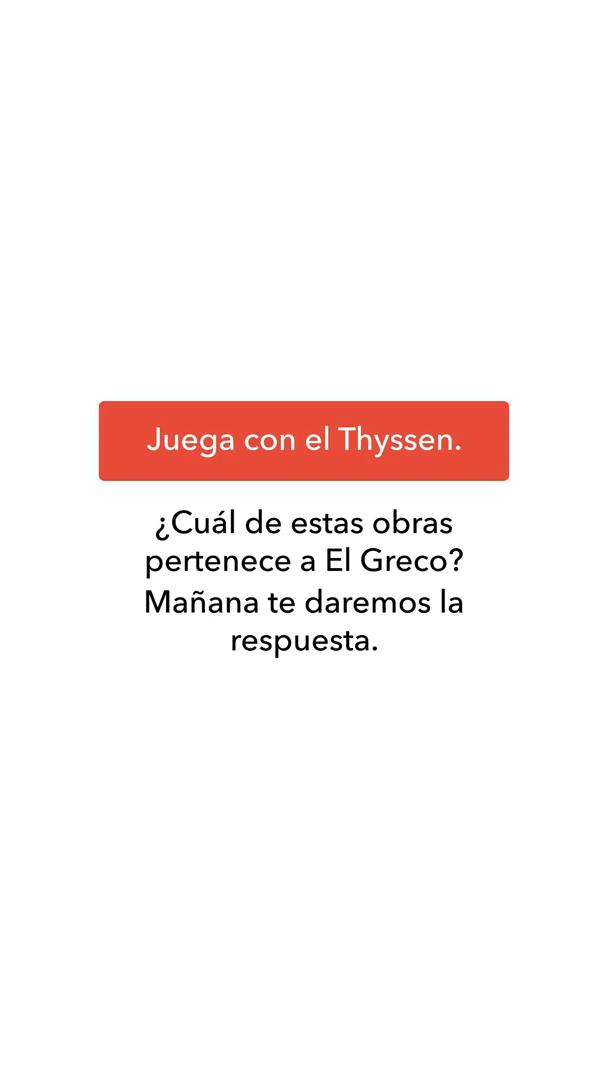 Juega con el Thyssen.
¿Cuál de estas obras
pertenece a El Greco?
Mañana te daremos la
respuesta.